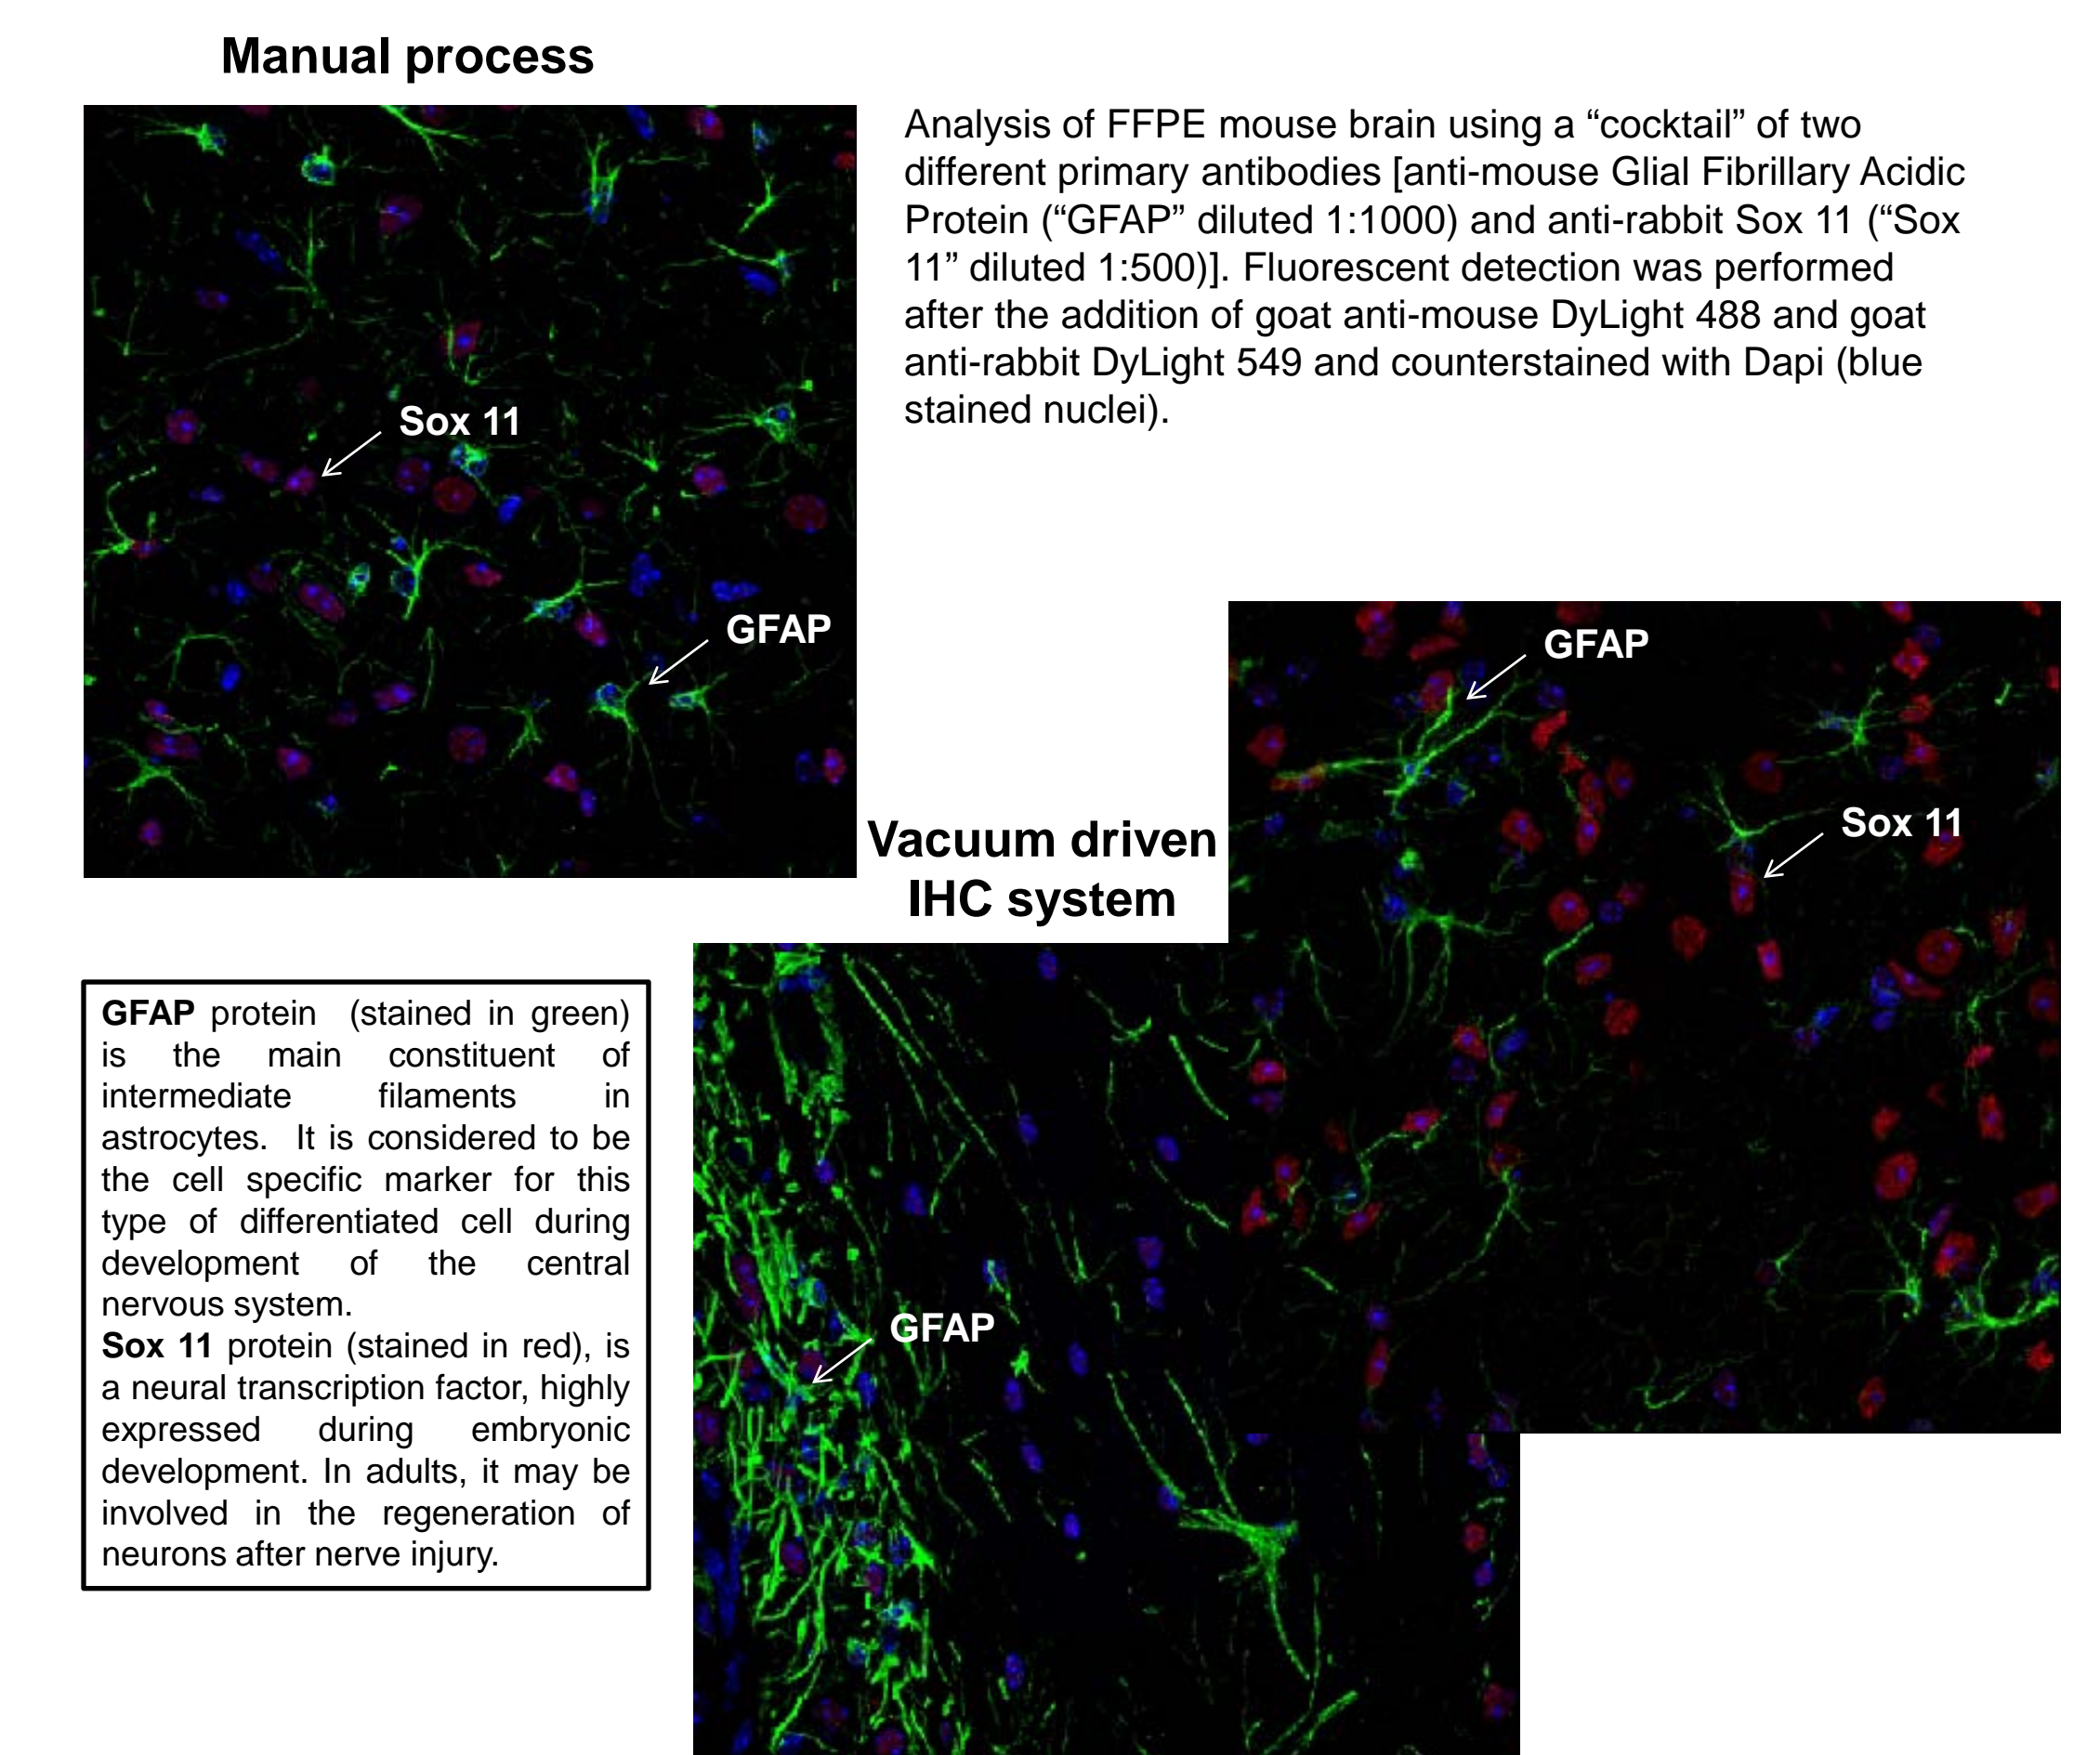 Manual process
Analysis of FFPE mouse brain using a “cocktail” of two
different primary antibodies [anti-mouse Glial Fibrillary Acidic
Protein (“GFAP” diluted 1:1000) and anti-rabbit Sox 11 (“Sox
11” diluted 1:500)]. Fluorescent detection was performed
after the addition of goat anti-mouse DyLight 488 and goat
anti-rabbit DyLight 549 and counterstained with Dapi (blue
stained nuclei).
Sox 11
GFAP
Vacuum driven
IHC system
GFAP
Sox 11
GFAP
GFAP protein (stained in green)
is the main constituent of
intermediate filaments in
astrocytes. It is considered to be
the cell specific marker for this
type of differentiated cell during
development of the central
nervous system.
Sox 11 protein (stained in red), is
a neural transcription factor, highly
expressed during embryonic
development. In adults, it may be
involved in the regeneration of
neurons after nerve injury.